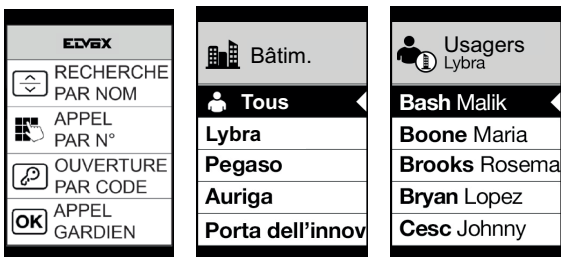 ELVOX
RECHERCHE
PAR NOM
APPEL
PAR N°
OUVERTURE
PAR CODE
OK
APPEL
GARDIEN
Bâtim.
Tous
Lybra
Pegaso
Auriga
Porta dell'innov
Usagers
Lybra
Bash Malik
Boone Maria
Brooks Rosema
Bryan Lopez
Cesc Johnny